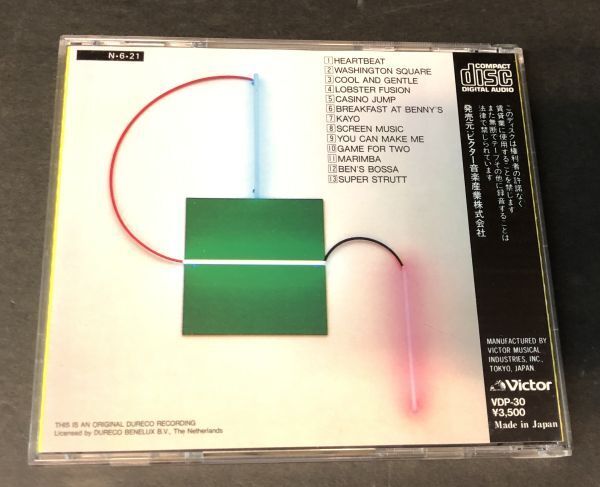 N・6・21
1 HEARTBEAT
2 WASHINGTON SQUARE
3 COOL AND GENTLE
4 LOBSTER FUSION
5 CASINO JUMP
6 BREAKFAST AT BENNY'S
7 KAYO
8 SCREEN MUSIC
9 YOU CAN MAKE ME
10 GAME FOR TWO
11 MARIMBA
12 BEN'S BOSSA
13 SUPER STRUTT
COMPACT
disc
DIGITAL AUDIO
このディスクは権利者の許諾なく
賃貸業に使用することを禁じます
また無断でテープその他に録音することは
法律で禁じられています
発売元:ビクター音楽産業株式会社
MANUFACTURED BY
VICTOR MUSICAL
INDUSTRIES, INC.,
TOKYO, JAPAN.
Victor
VDP-30
¥3,500
Made in Japan
THIS IS AN ORIGINAL DURECO RECORDING
Licensed by DURECO BENELUX B.V., The Netherlands